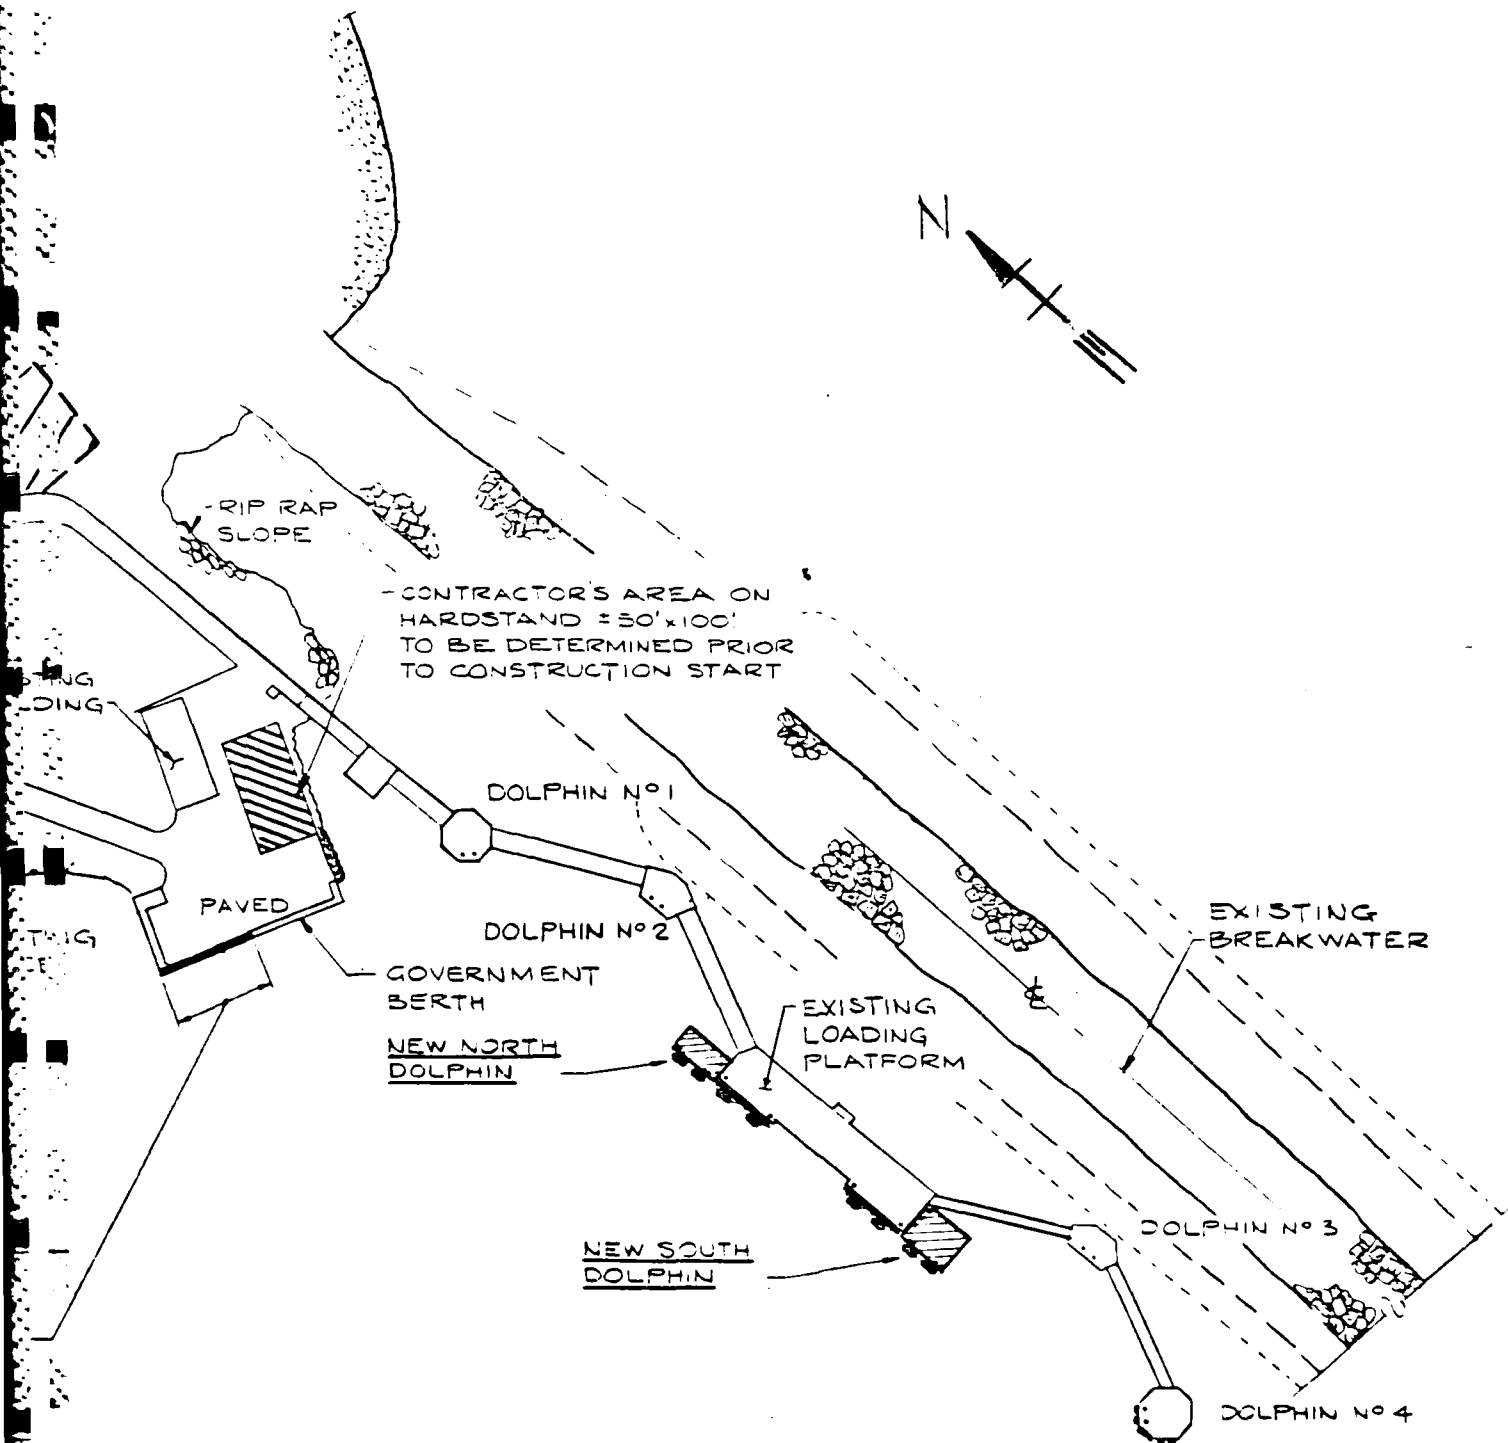 N
RIP RAP
SLOPE
CONTRACTOR'S AREA ON
HARDSTAND ±50'x100'
TO BE DETERMINED PRIOR
TO CONSTRUCTION START
DOLPHIN Nº 1
PAVED
DOLPHIN Nº 2
GOVERNMENT
BERTH
NEW NORTH
DOLPHIN
EXISTING
LOADING
PLATFORM
EXISTING
BREAKWATER
NEW SOUTH
DOLPHIN
DOLPHIN Nº 3
DOLPHIN Nº 4